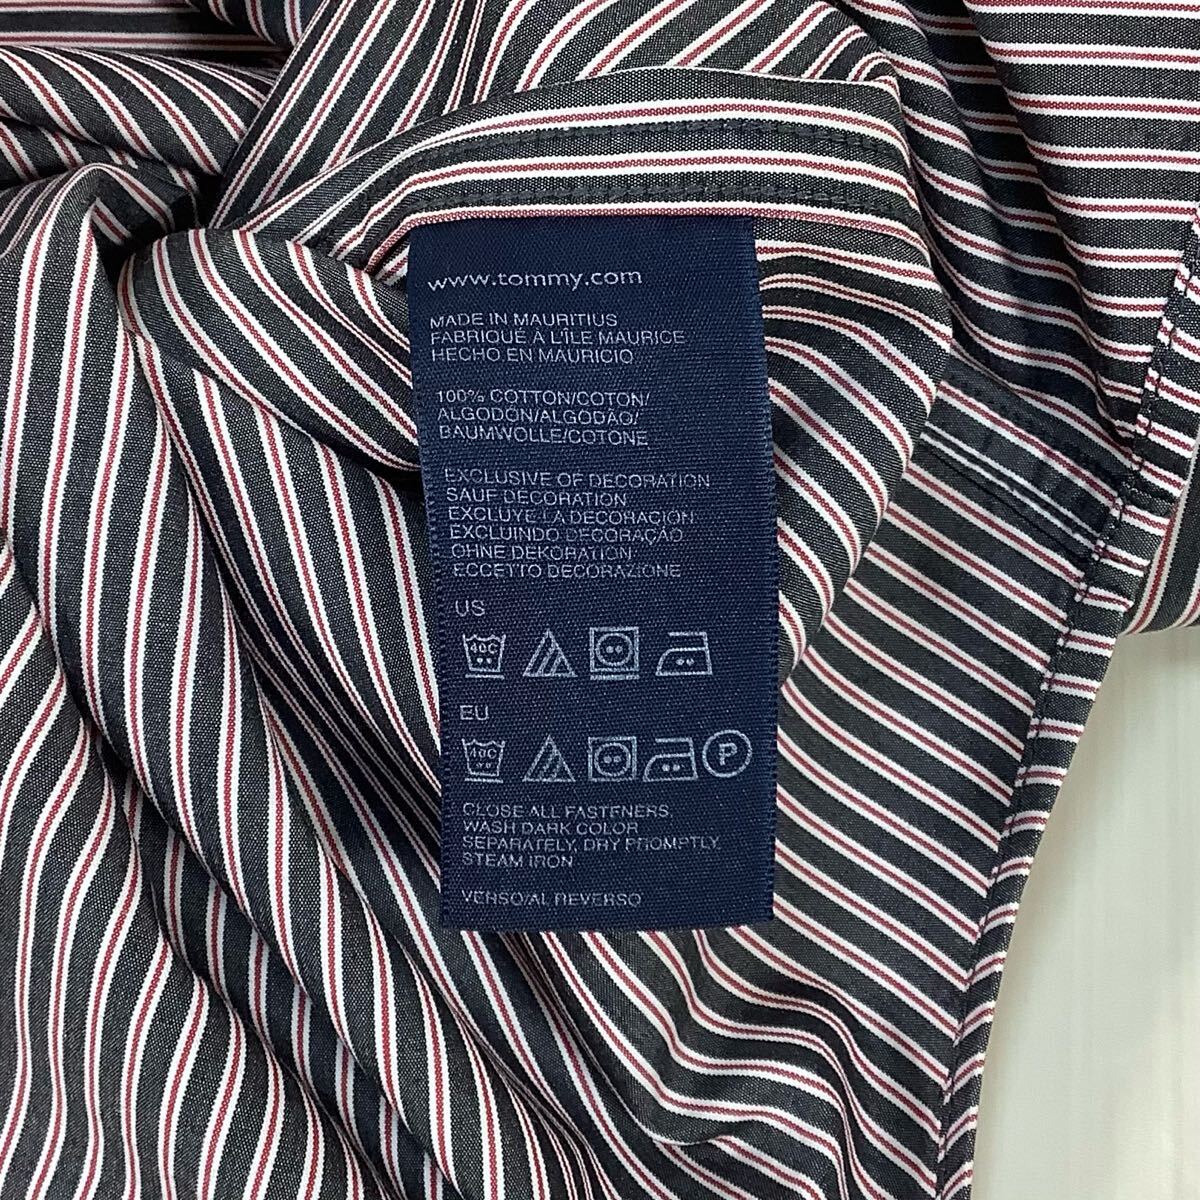 www.tommy.com
MADE IN MAURITIUS
FABRIQUÉ À L'ÎLE MAURICE
HECHO EN MAURICIO
100% COTTON/COTON/
ALGODÓN/ALGODÃO/
BAUMWOLLE/COTONE
EXCLUSIVE OF DECORATION
SAUF DECORATION
EXCLUYE LA DECORACIÓN
EXCLUINDO DECORAÇÃO
OHNE DEKORATION
ECCETTO DECORAZIONE
US
40C
EU
40C P
CLOSE ALL FASTENERS,
WASH DARK COLOR
SEPARATELY, DRY PROMPTLY,
STEAM IRON
VERSO/AL REVERSO